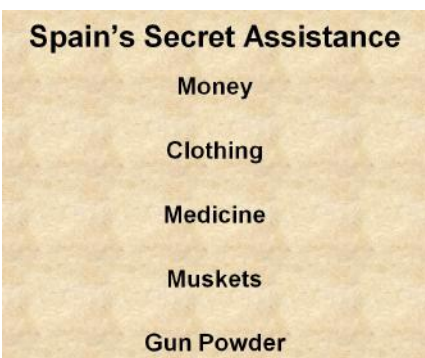 Spain's Secret Assistance
Money
Clothing
Medicine
Muskets
Gun Powder